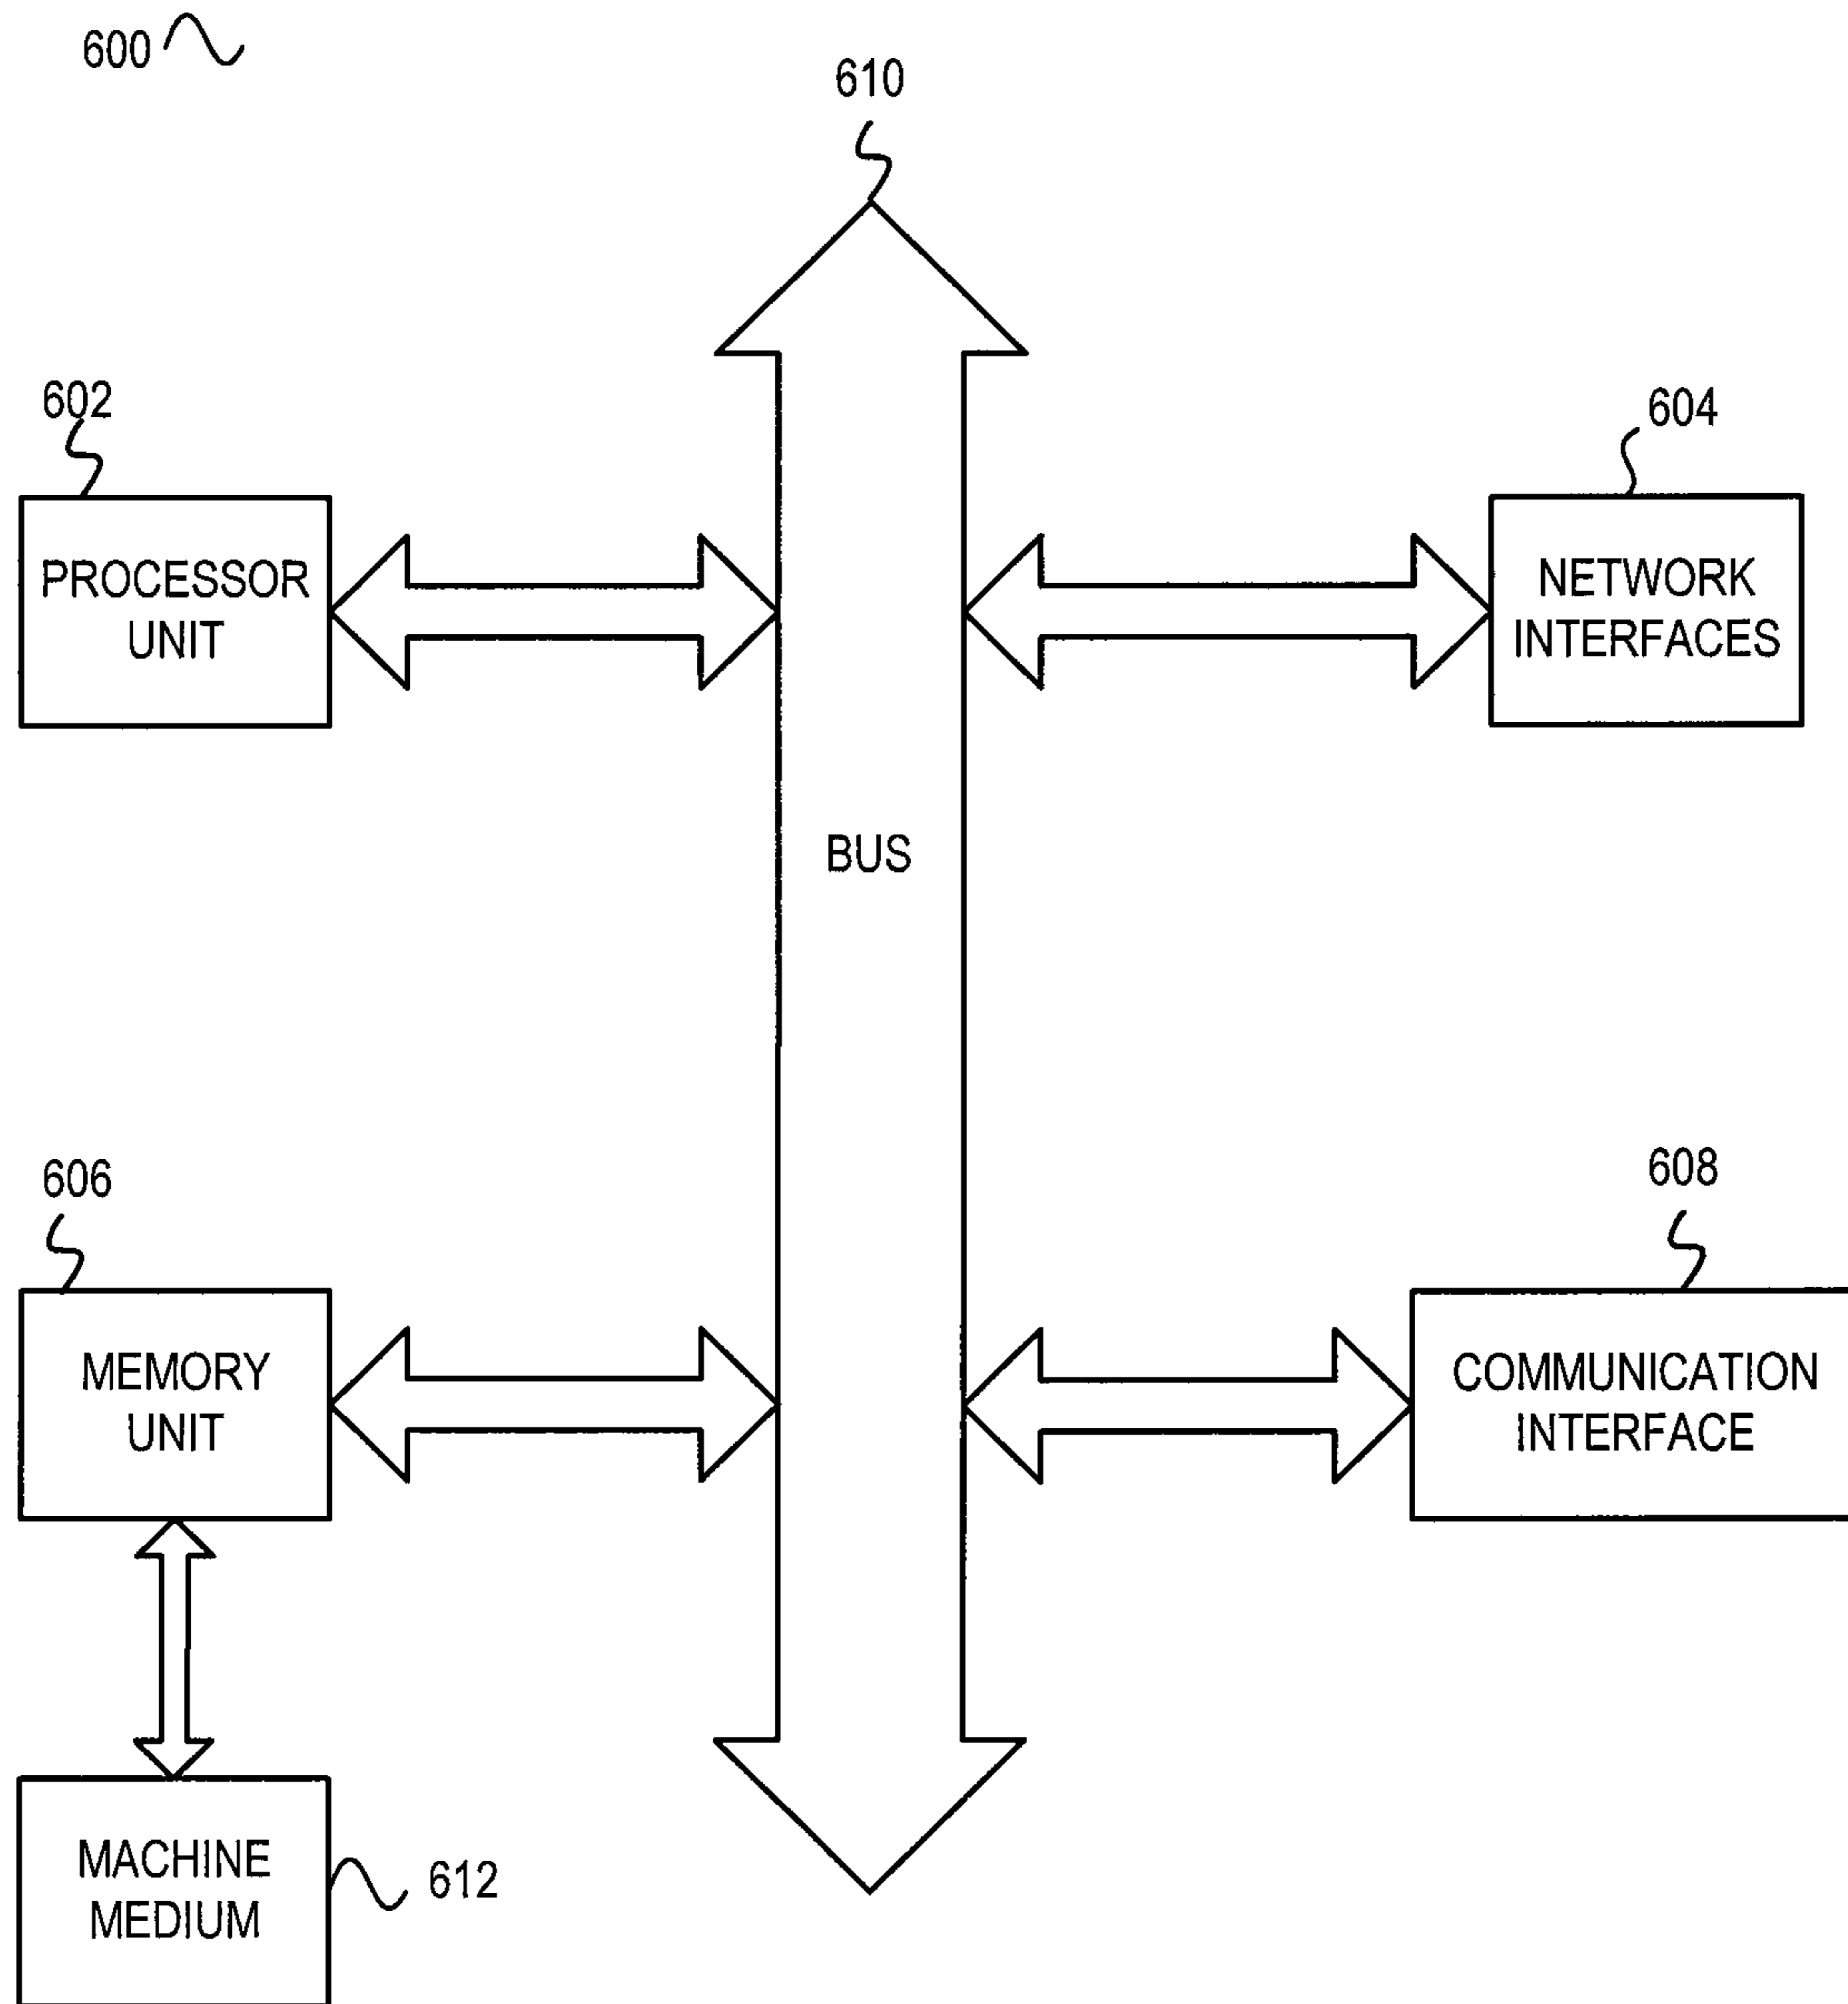 600
610
602
604
PROCESSOR
UNIT
NETWORK
INTERFACES
BUS
606
608
MEMORY
UNIT
COMMUNICATION
INTERFACE
MACHINE
MEDIUM
612